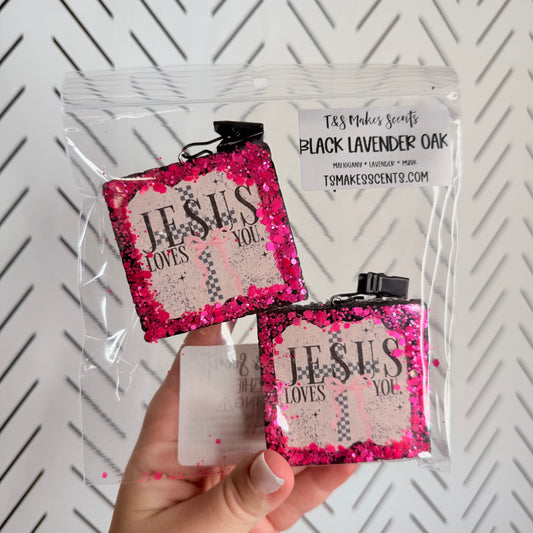 T&S Makes Scents
BLACK LAVENDER OAK
MAHOGANY • LAVENDER • MUSK
TSMAKESSCENTS.COM
JESUS
LOVES YOU.
JESUS
LOVES YOU.